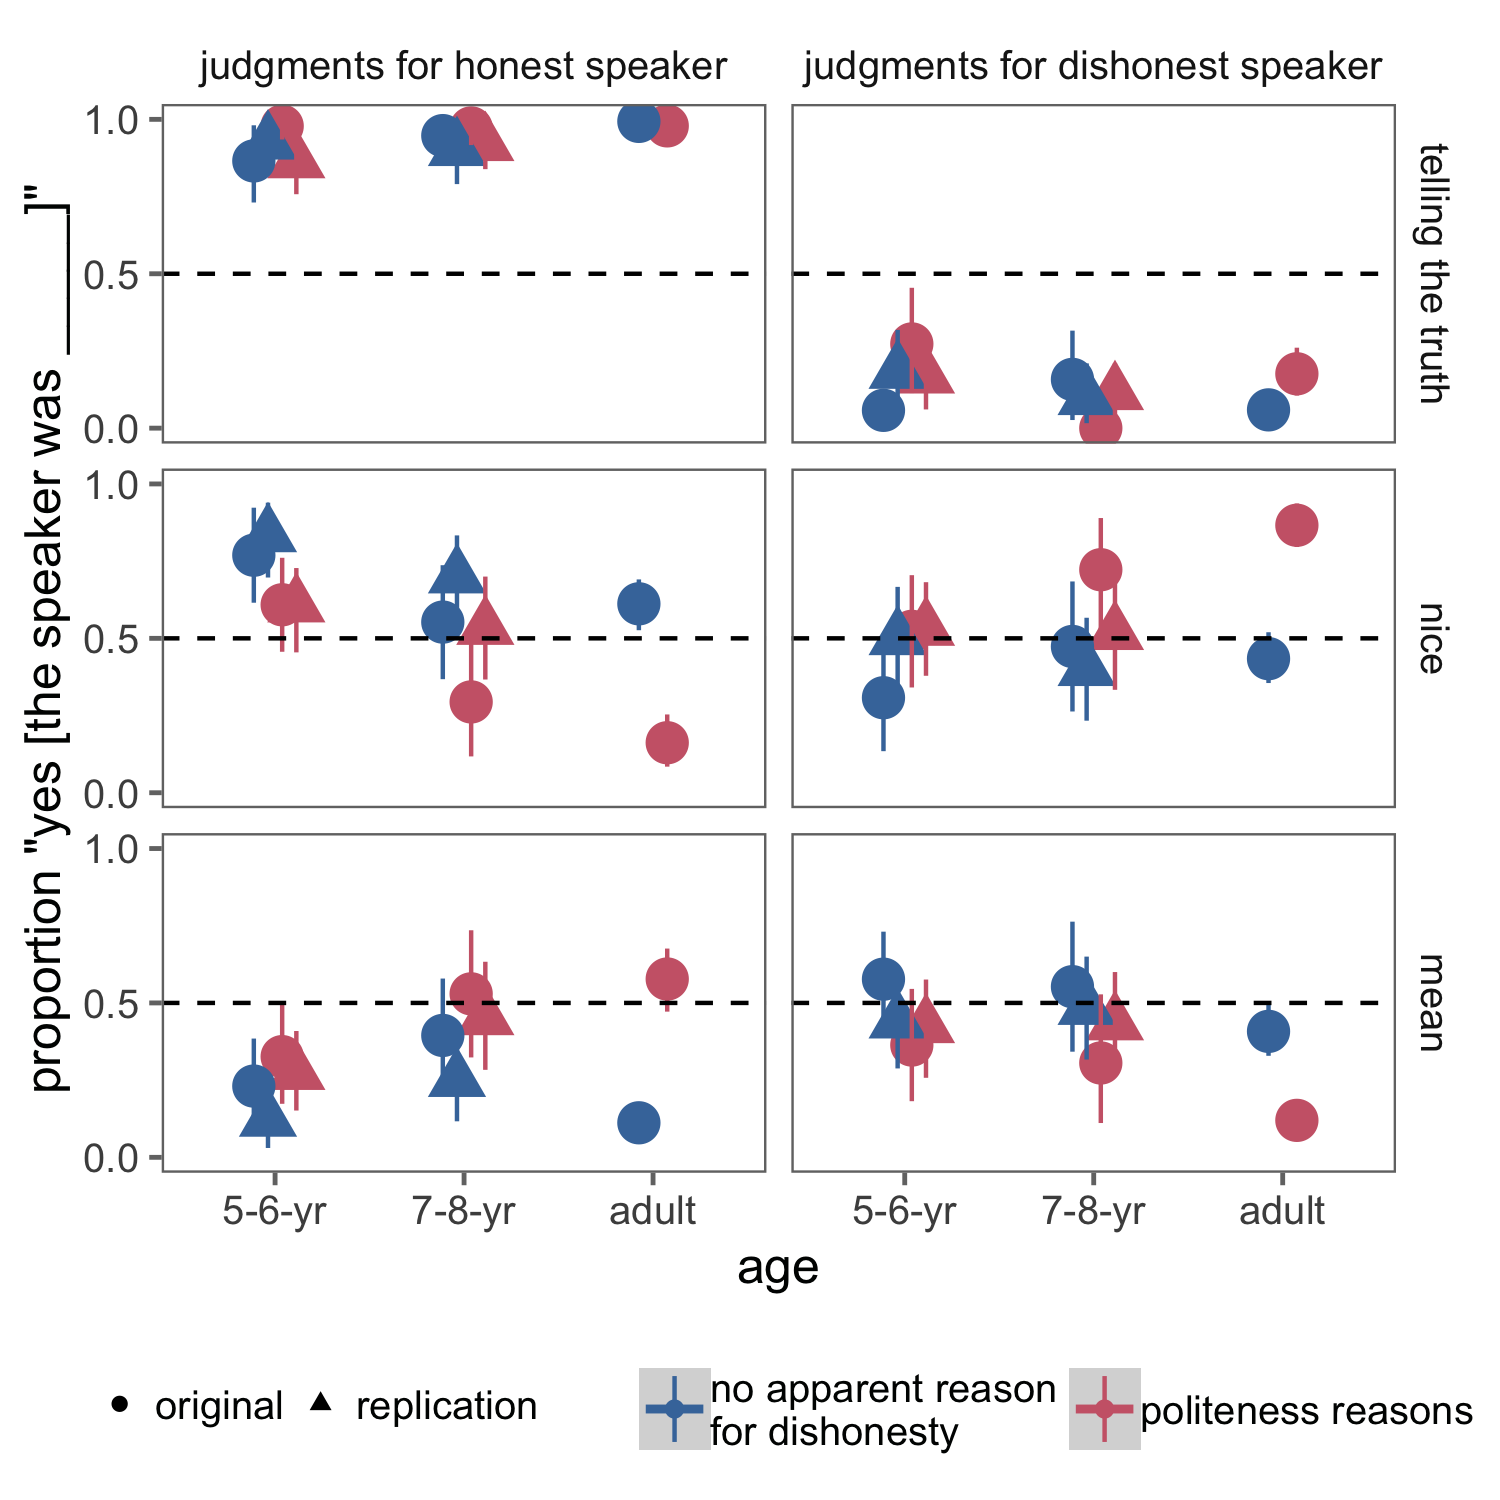 judgments for honest speaker
judgments for dishonest speaker
proportion "yes [the speaker was _____]"
1.0
0.5
0.0
telling the truth
1.0
0.5
0.0
nice
1.0
0.5
0.0
mean
5-6-yr
7-8-yr
adult
5-6-yr
7-8-yr
adult
age
original
replication
no apparent reason
for dishonesty
politeness reasons